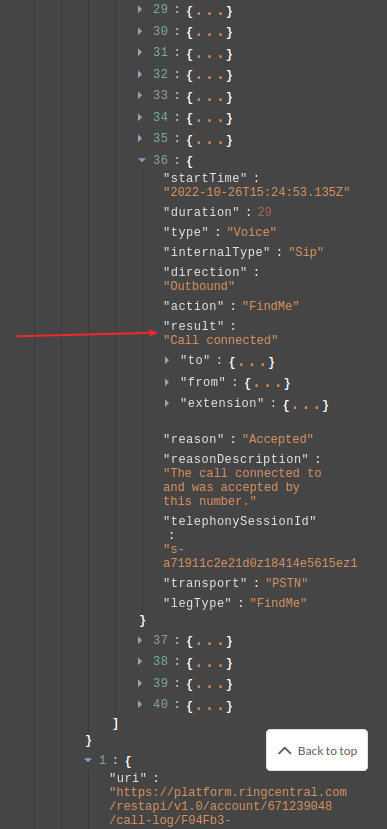 29 : {...}
30 : {...}
31 : {...}
32 : {...}
33 : {...}
34 : {...}
35 : {...}
36 : {
"startTime" :
"2022-10-26T15:24:53.135Z"
"duration" : 29
"type" : "Voice"
"internalType" : "Sip"
"direction" :
"Outbound"
"action" : "FindMe"
"result" :
"Call connected"
"to" : {...}
"from" : {...}
"extension" : {...}
"reason" : "Accepted"
"reasonDescription" :
"The call connected to
and was accepted by
this number."
"telephonySessionId"
:
"s-
a71911c2e21d0z18414e5615ez1
"transport" : "PSTN"
"legType" : "FindMe"
}
37 : {...}
38 : {...}
39 : {...}
40 : {...}
]
}
Back to top
1 : {
"uri" :
"https://platform.ringcentral.com
/restapi/v1.0/account/671239048
/call-log/F04Fb3-